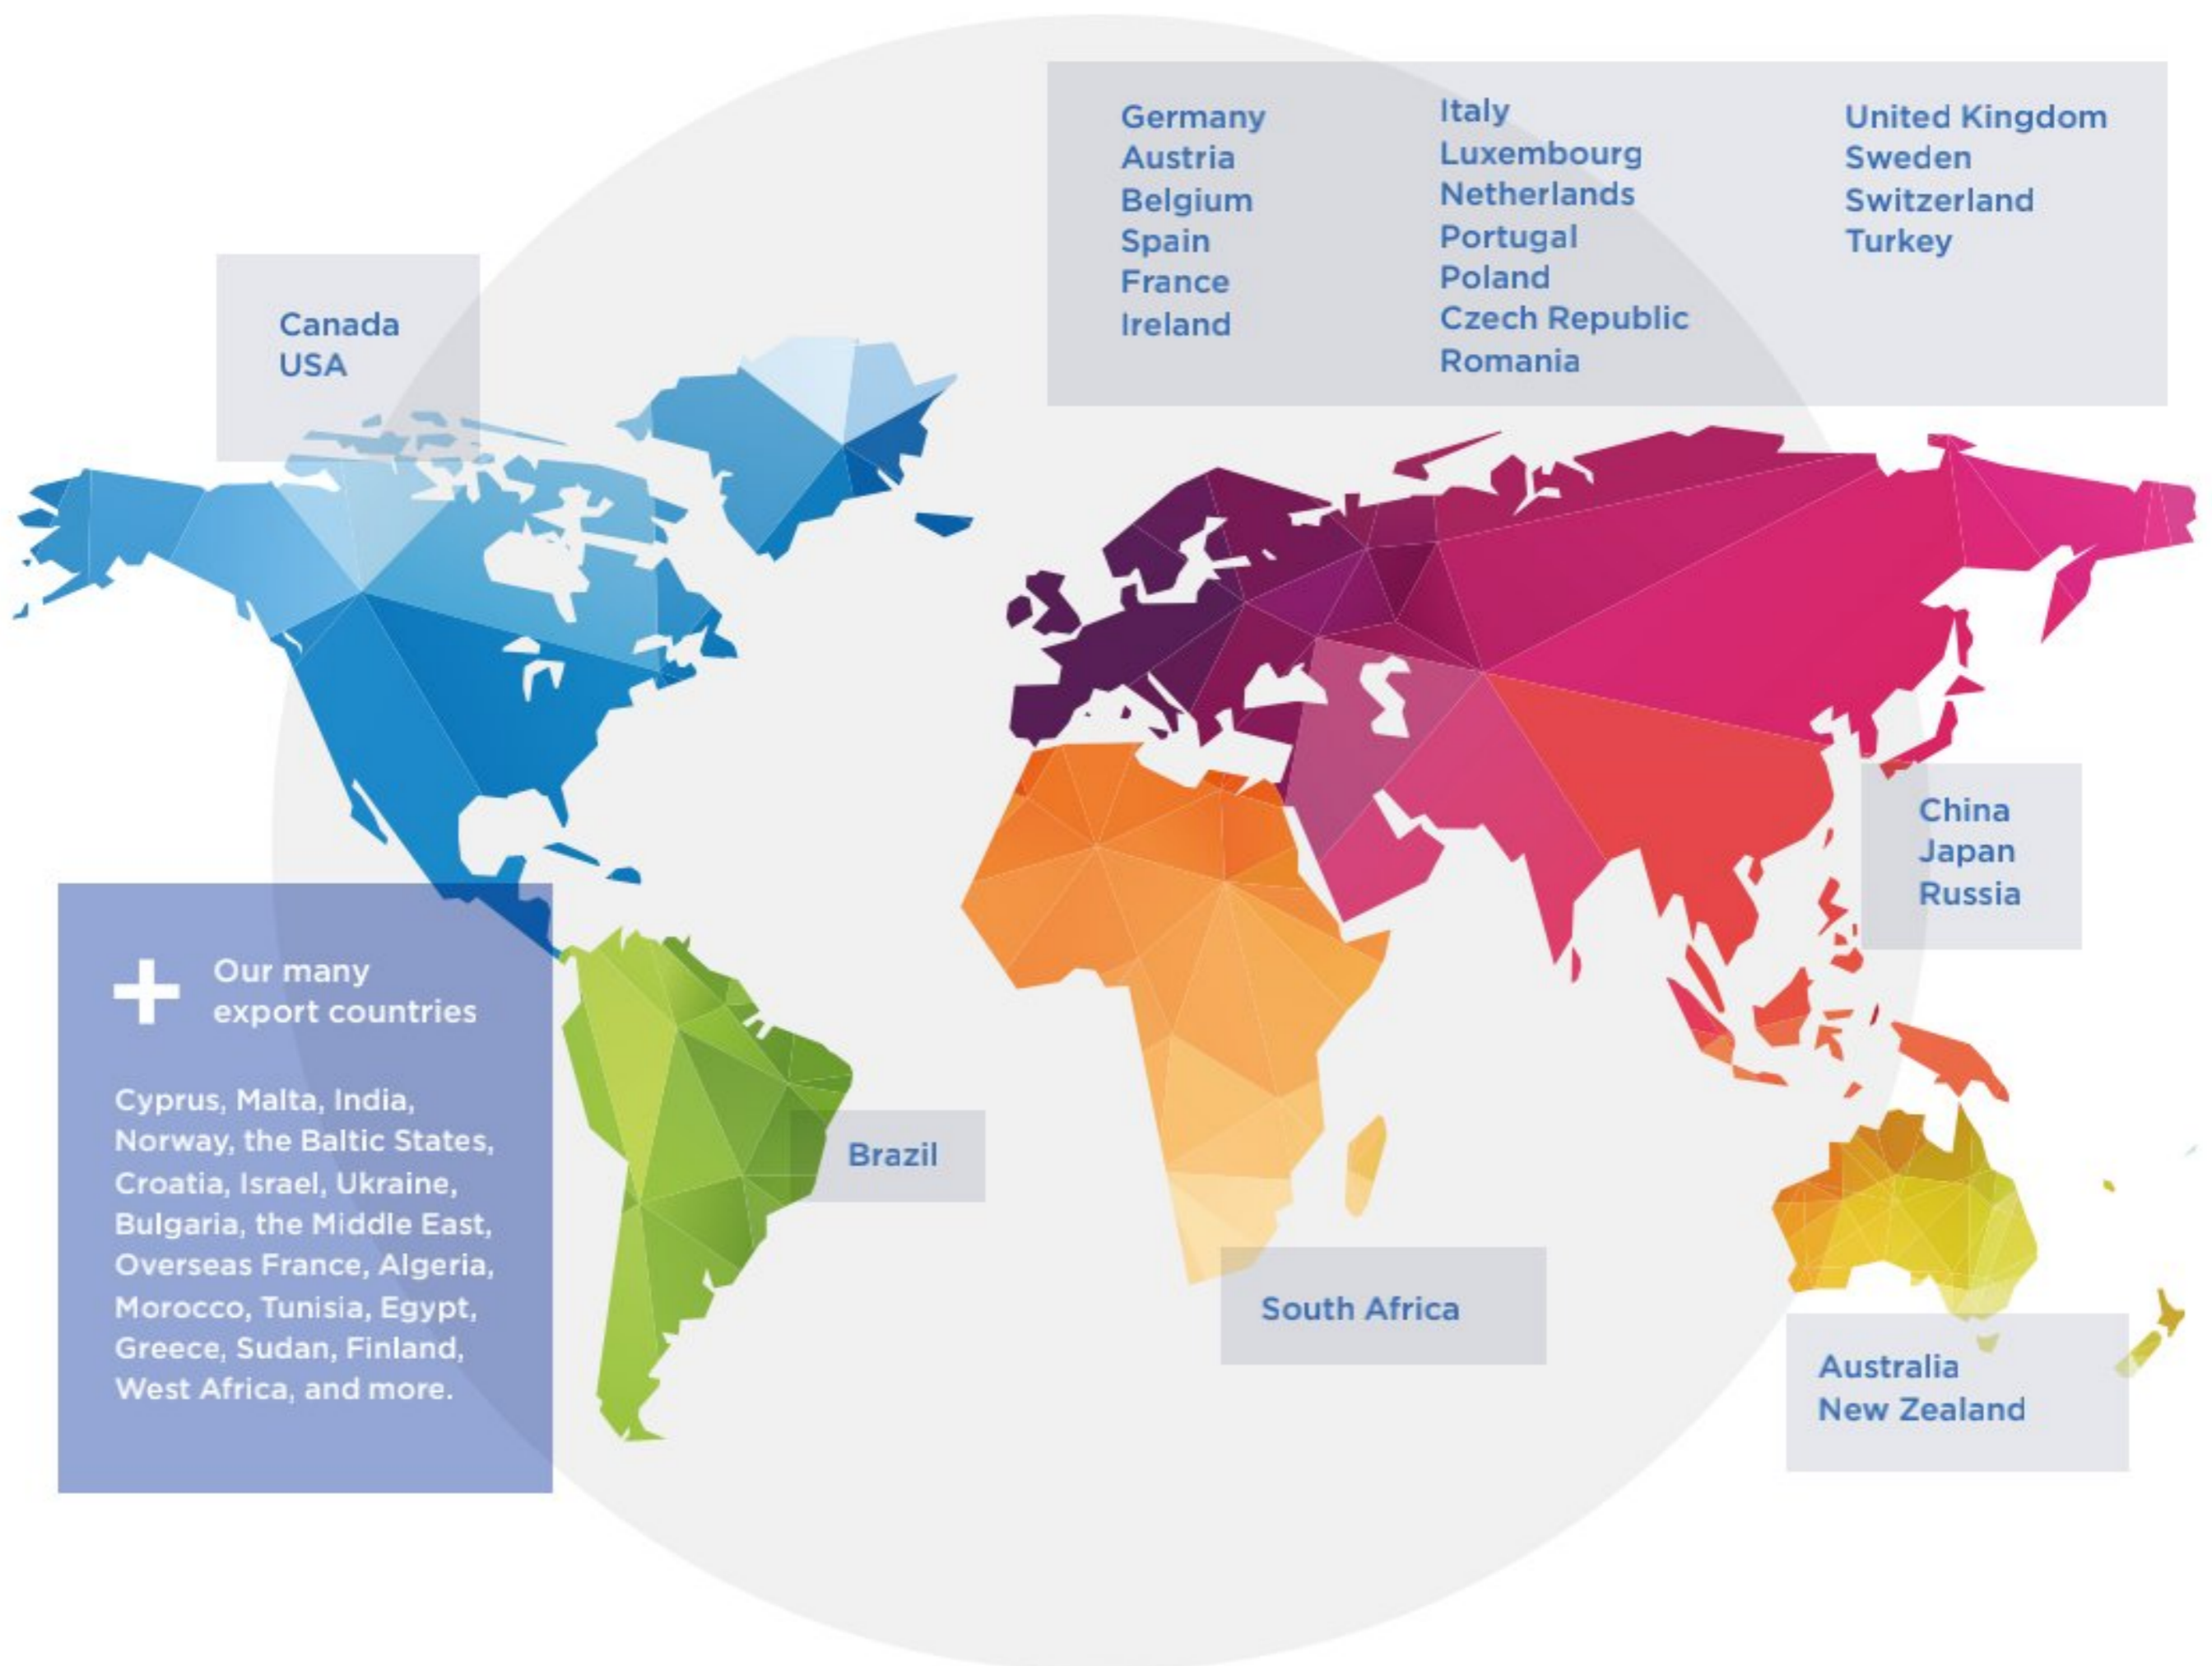 Germany
Austria
Belgium
Spain
France
Ireland
Italy
Luxembourg
Netherlands
Portugal
Poland
Czech Republic
Romania
United Kingdom
Sweden
Switzerland
Turkey
Canada
USA
China
Japan
Russia
+ Our many
export countries
Cyprus, Malta, India,
Norway, the Baltic States,
Croatia, Israel, Ukraine,
Bulgaria, the Middle East,
Overseas France, Algeria,
Morocco, Tunisia, Egypt,
Greece, Sudan, Finland,
West Africa, and more.
Brazil
South Africa
Australia
New Zealand